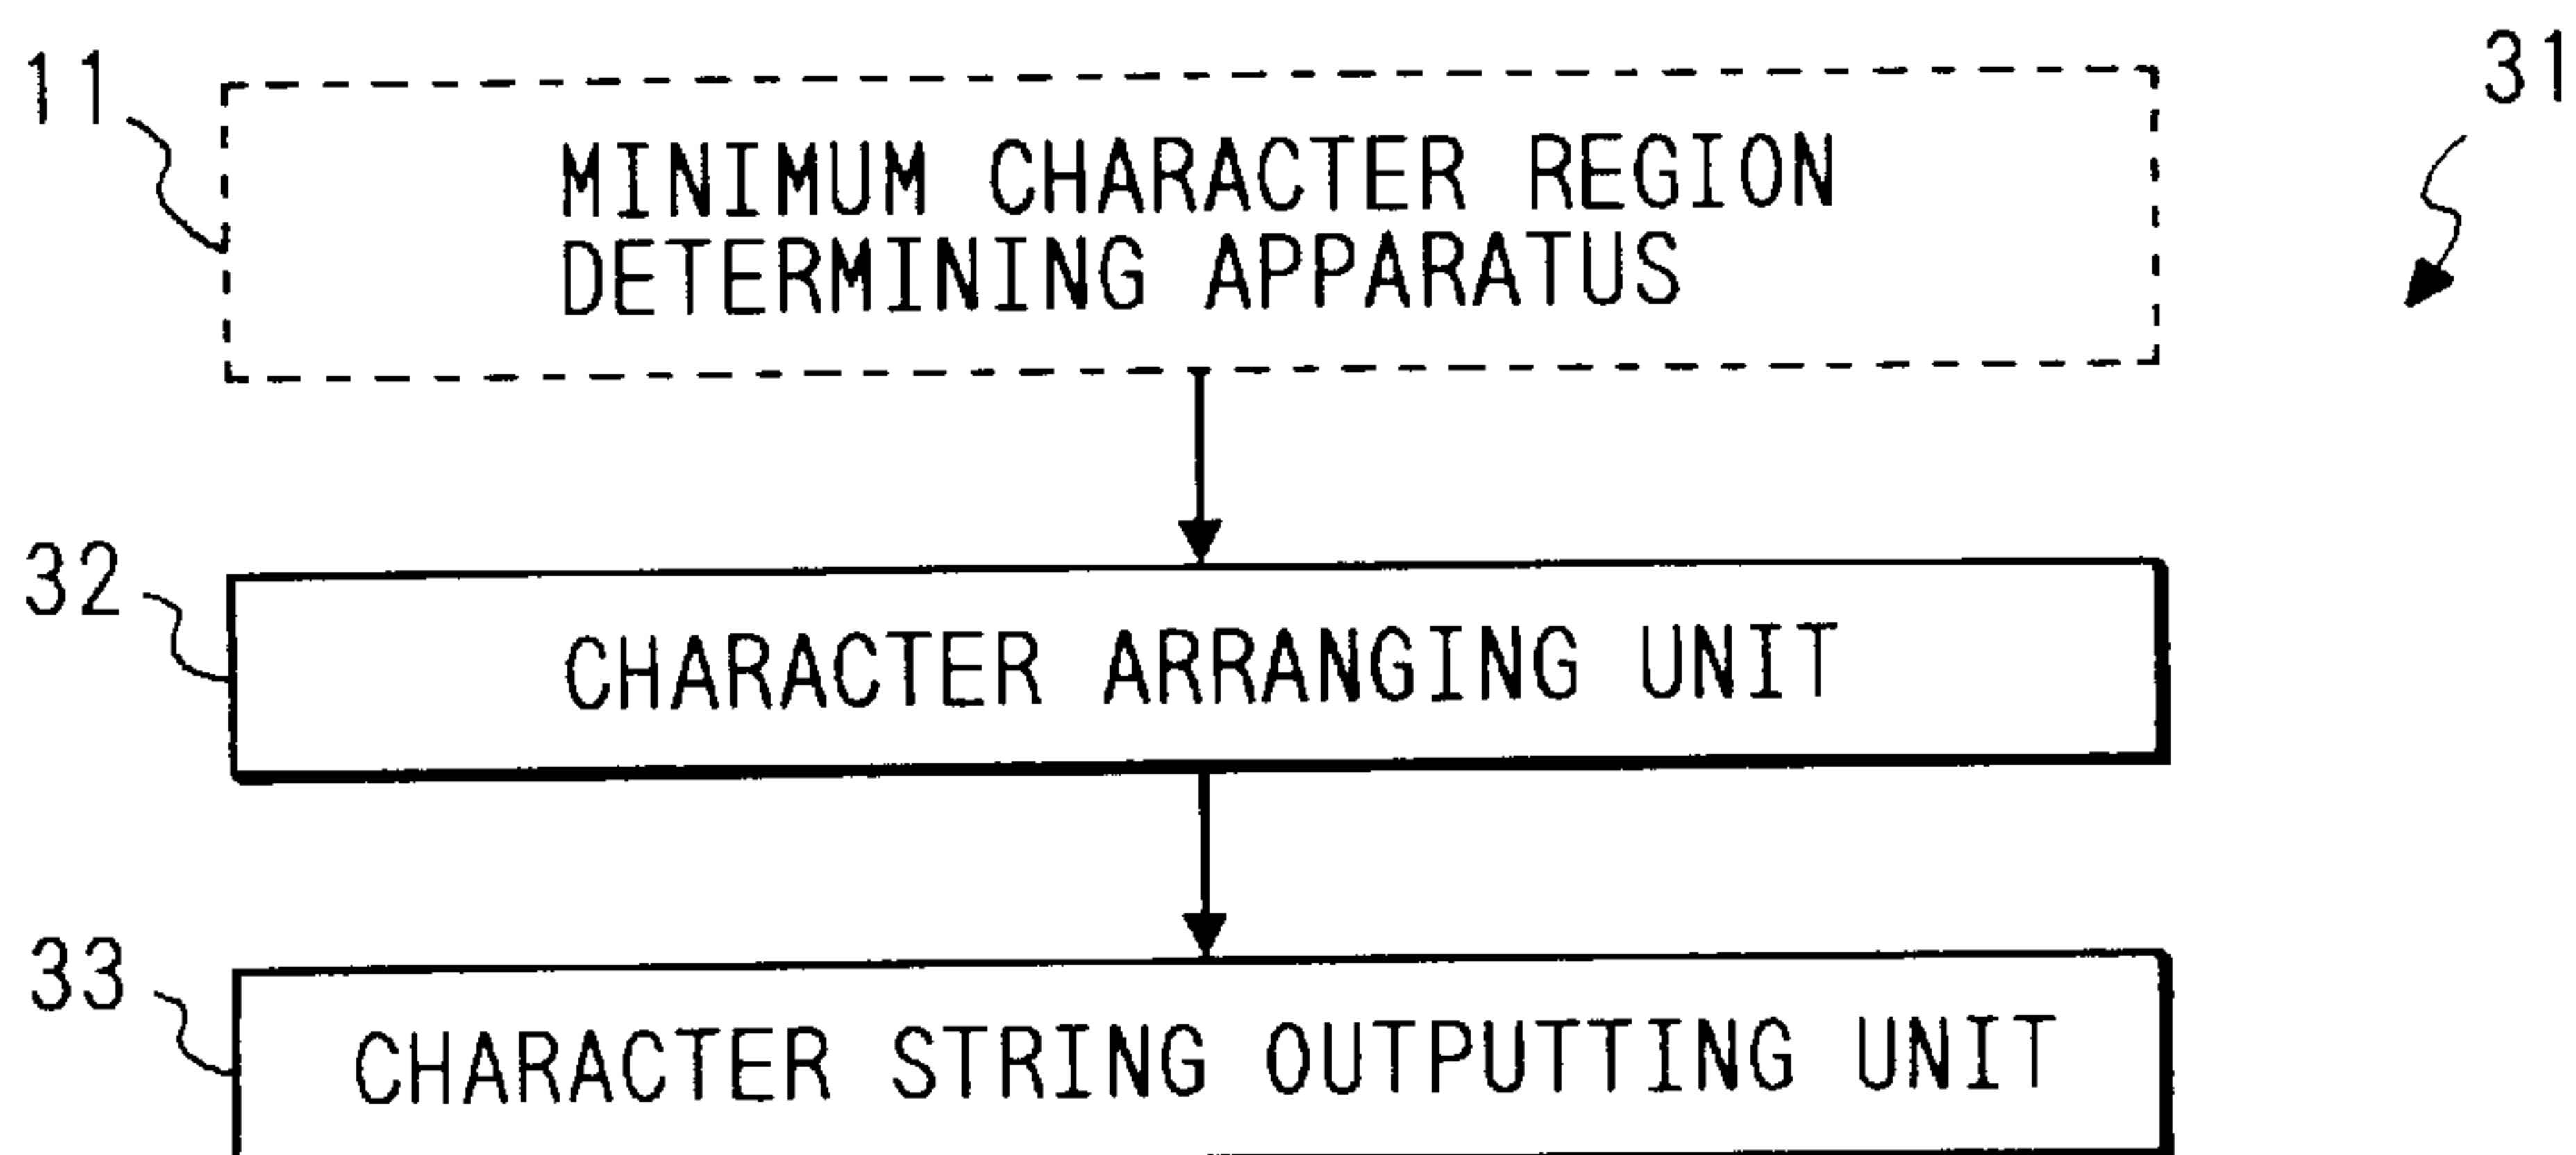 11
31
MINIMUM CHARACTER REGION
DETERMINING APPARATUS
32
CHARACTER ARRANGING UNIT
33
CHARACTER STRING OUTPUTTING UNIT